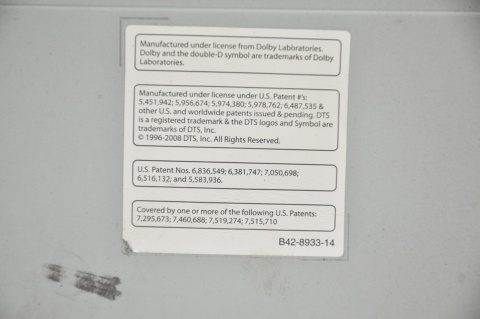 Manufactured under license from Dolby Labboratories.
Dolby and the double-D symbol are trademarks of Dolby
Laboratories.
Manufactured under license under U.S. Patent #'s:
5,451,942; 5,956,674; 5,974,380; 5,978,762; 6,487,535 &
other U.S. and worldwide patents issued & pending. DTS
is a registered trademark & the DTS logos and Symbol are
trademarks of DTS, Inc.
© 1996-2008 DTS, Inc. All Rights Reserved.
U.S. Patent Nos. 6,836,549; 6,381,747; 7,050,698;
6,516,132; and 5,583,936.
Covered by one or more of the following U.S. Patents:
7,295,673; 7,460,688; 7,519,274; 7,515,710
B42-8933-14